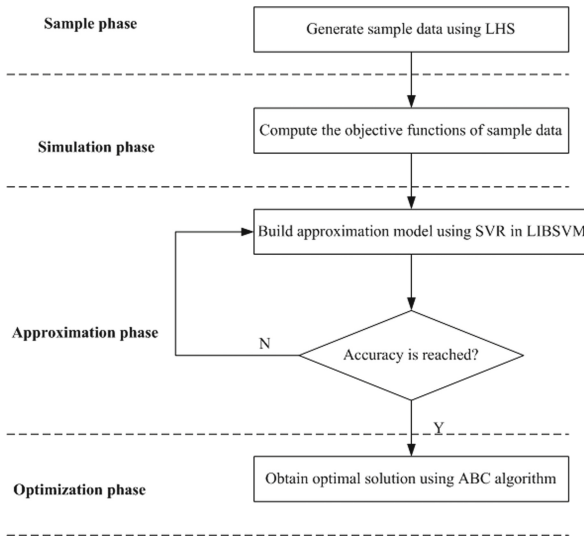 Sample phase
Generate sample data using LHS
Simulation phase
Compute the objective functions of sample data
Build approximation model using SVR in LIBSVM
Approximation phase
N
Accuracy is reached?
Y
Optimization phase
Obtain optimal solution using ABC algorithm